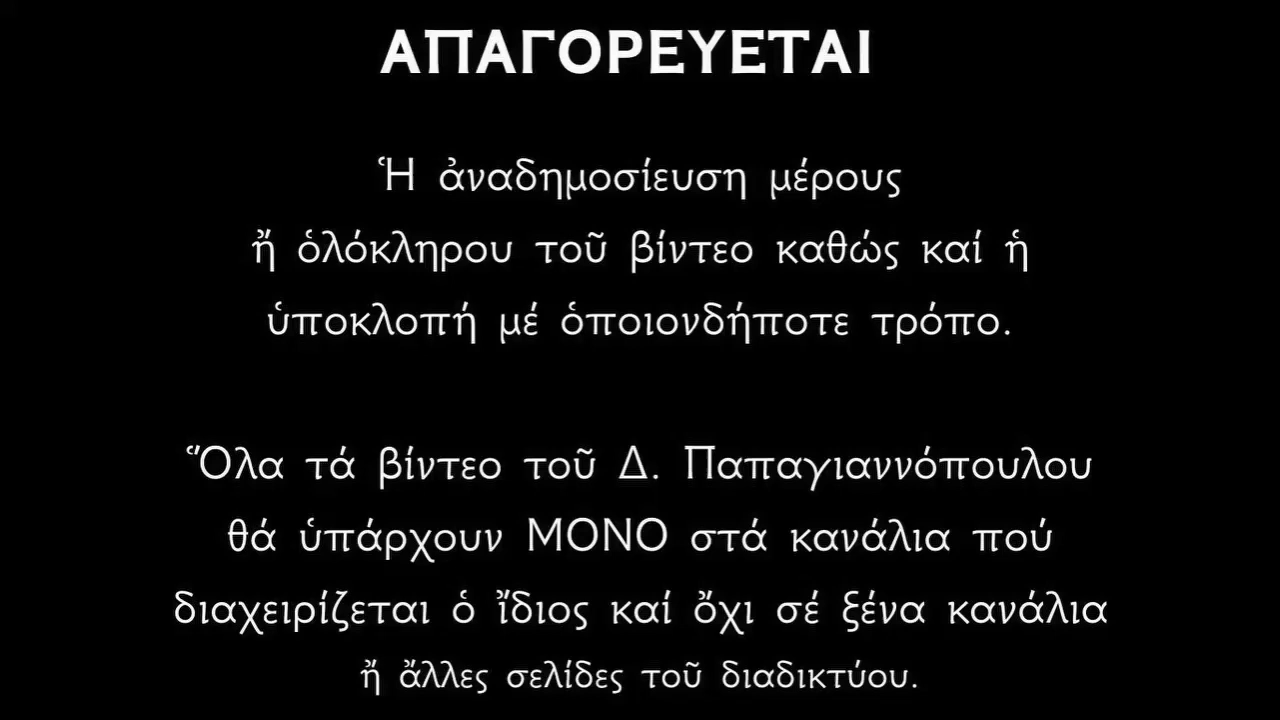 ΑΠΑΓΟΡΕΥΕΤΑΙ
Ἡ ἀναδημοσίευση μέρους
ἤ ὁλόκληρου τοῦ βίντεο καθώς καί ἡ
ὑποκλοπή μέ ὁποιονδήποτε τρόπο.
Ὅλα τά βίντεο τοῦ Δ. Παπαγιαννόπουλου
θά ὑπάρχουν ΜΟΝΟ στά κανάλια πού
διαχειρίζεται ὁ ἴδιος καί ὄχι σέ ξένα κανάλια
ἤ ἄλλες σελίδες τοῦ διαδικτύου.